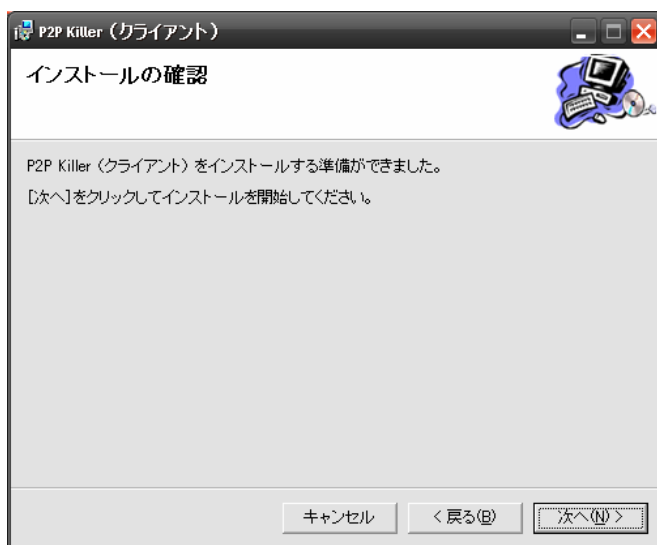 P2P Killer（クライアント）
インストールの確認
P2P Killer（クライアント）をインストールする準備ができました。
[次へ]をクリックしてインストールを開始してください。
キャンセル
< 戻る(B)
次へ(N) >